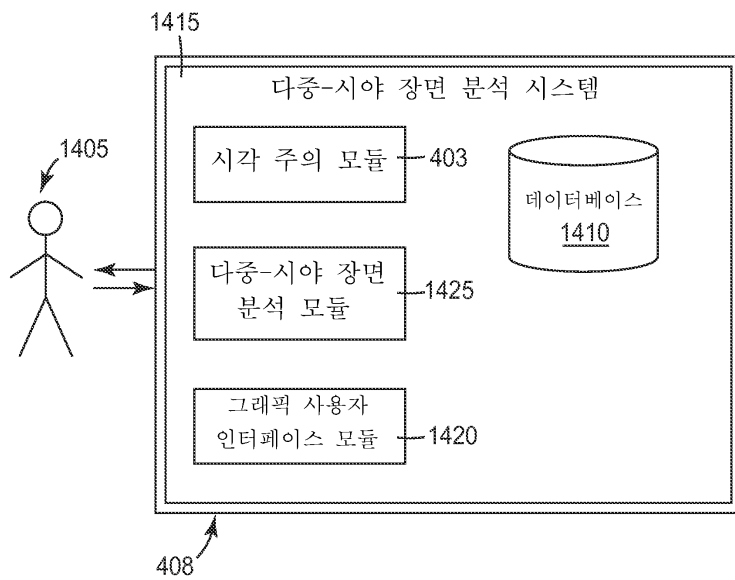 1415
다중-시야 장면 분석 시스템
1405
시각 주의 모듈
403
데이터베이스
1410
다중-시야 장면
분석 모듈
1425
그래픽 사용자
인터페이스 모듈
1420
408